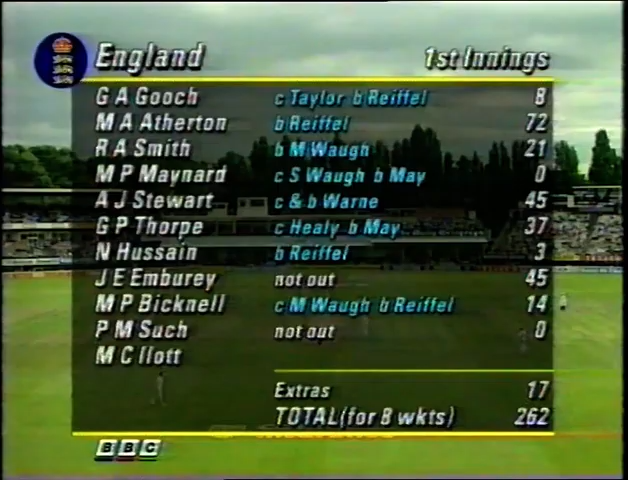 England 1st Innings
G A Gooch c Taylor b Reiffel 8
M A Atherton b Reiffel 72
R A Smith b M Waugh 21
M P Maynard c S Waugh b May 0
A J Stewart c & b Warne 45
G P Thorpe c Healy b May 37
N Hussain b Reiffel 3
J E Emburey not out 45
M P Bicknell c M Waugh b Reiffel 14
P M Such not out 0
M C Ilott
Extras 17
TOTAL (for 8 wkts) 262
BBC